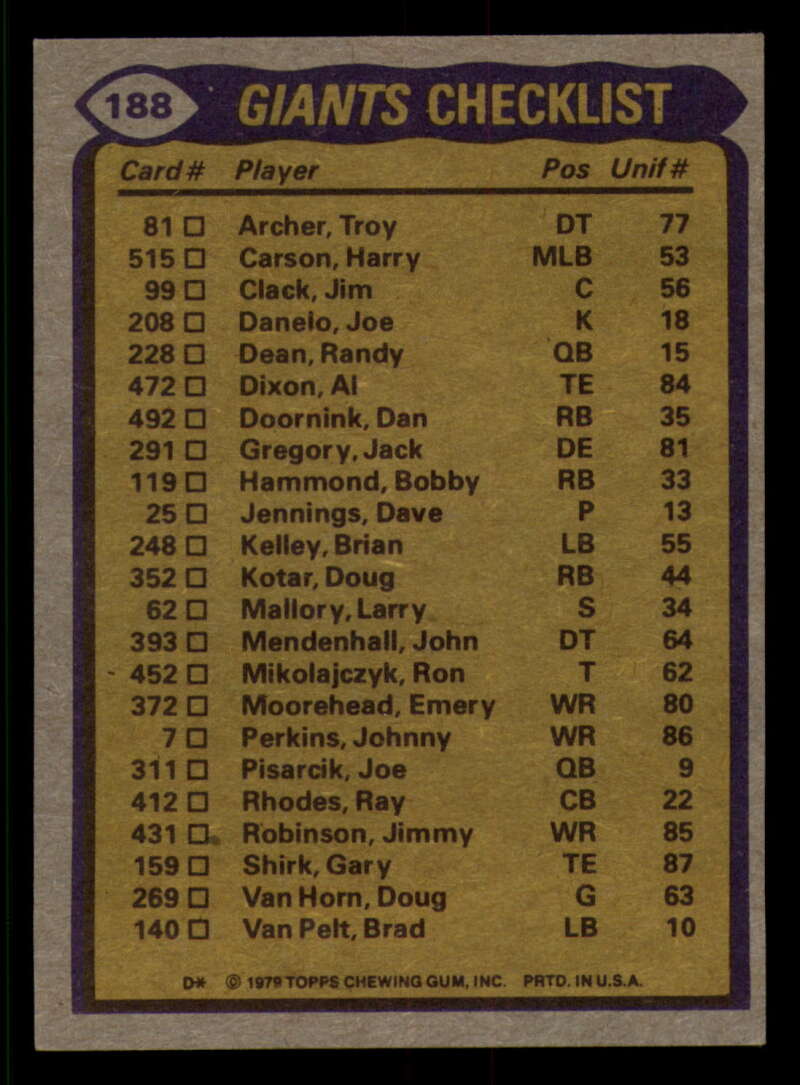 188 GIANTS CHECKLIST
Card# Player Pos Unif#
81 □ Archer, Troy DT 77
515 □ Carson, Harry MLB 53
99 □ Clack, Jim C 56
208 □ Danelo, Joe K 18
228 □ Dean, Randy QB 15
472 □ Dixon, Al TE 84
492 □ Doornink, Dan RB 35
291 □ Gregory, Jack DE 81
119 □ Hammond, Bobby RB 33
25 □ Jennings, Dave P 13
248 □ Kelley, Brian LB 55
352 □ Kotar, Doug RB 44
62 □ Mallory, Larry S 34
393 □ Mendenhall, John DT 64
452 □ Mikolajczyk, Ron T 62
372 □ Moorehead, Emery WR 80
7 □ Perkins, Johnny WR 86
311 □ Pisarcik, Joe QB 9
412 □ Rhodes, Ray CB 22
431 □ Robinson, Jimmy WR 85
159 □ Shirk, Gary TE 87
269 □ Van Horn, Doug G 63
140 □ Van Pelt, Brad LB 10
D* © 1979 TOPPS CHEWING GUM, INC. PRTD. IN U.S.A.